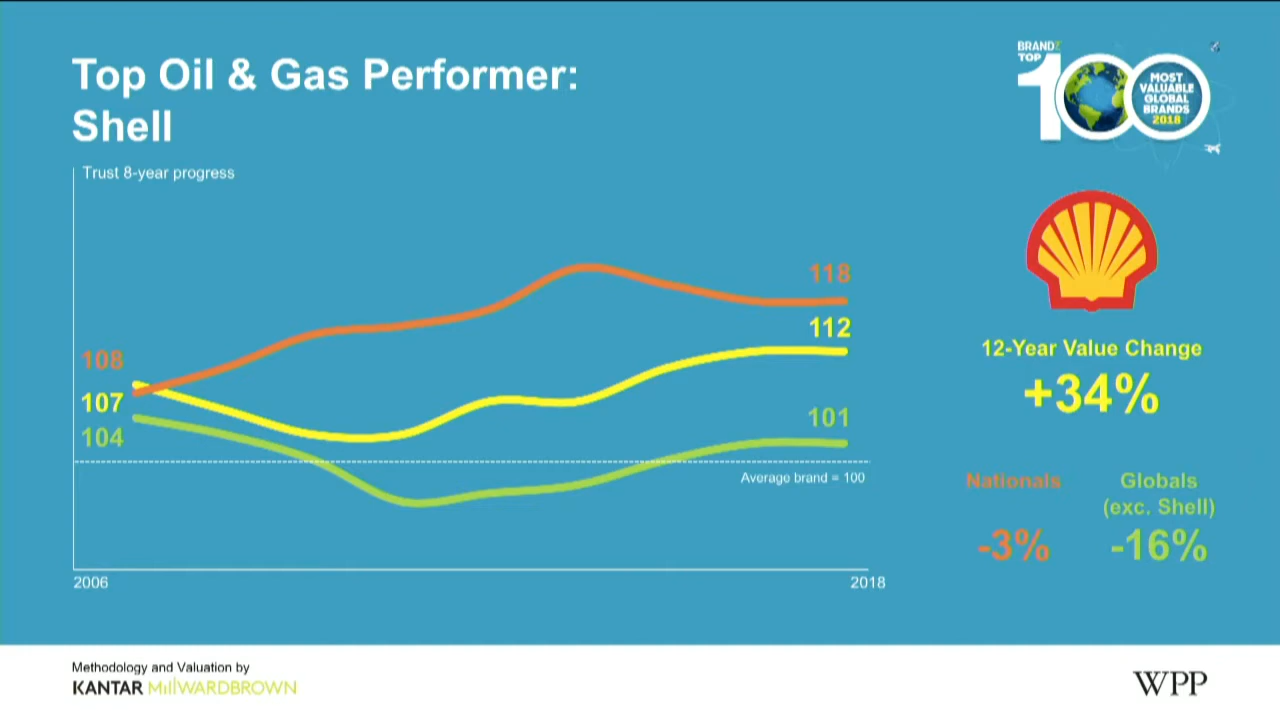 Top Oil & Gas Performer:
Shell
BRANDZ
TOP
100
MOST
VALUABLE
GLOBAL
BRANDS
2018
Trust 8-year progress
118
112
108
107
104
101
Average brand = 100
2006
2018
12-Year Value Change
+34%
Nationals
-3%
Globals
(exc. Shell)
-16%
Methodology and Valuation by
KANTAR MillWARDBROWN
WPP